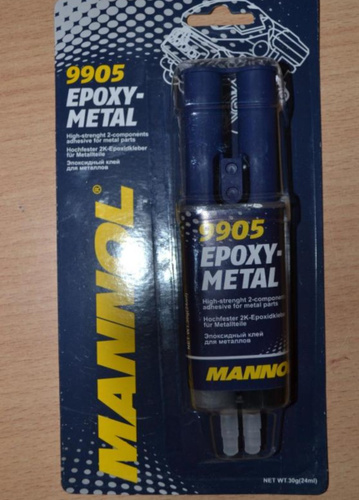 9905
EPOXY-
METAL
High-strenght 2-components
adhesive for metal parts
Hochfester 2K-Epoxidkleber
für Metallteile
Эпоксидный клей
для металлов
MANNOL®
9905
EPOXY-
METAL
High-strenght 2-components
adhesive for metal parts
Hochfester 2K-Epoxidkleber
für Metallteile
Эпоксидный клей
для металлов
MANNOL
NET WT.30g(24ml)